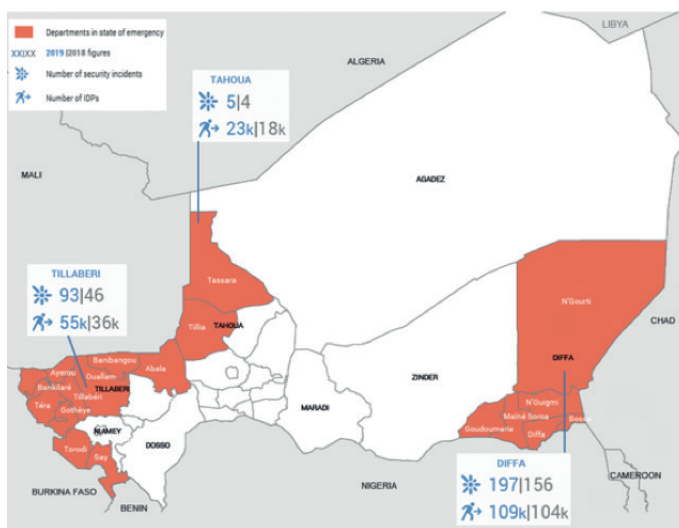 Departments in state of emergency
XX|XX 2019 |2018 figures
Number of security incidents
Number of IDPs
LIBYA
ALGERIA
TAHOUA
5|4
23k|18k
MALI
AGADEZ
TILLABERI
93|46
55k|36k
Tassara
N'Gourti
Tillia
TAHOUA
CHAD
Banibangou
Abala
Ayerou
Ouallam
DIFFA
Bankilaré
Tillabéri
TILLABERI
ZINDER
Téra
Gothèye
MARADI
N'Guigmi
Maïné Soroa
Bosso
NIAMEY
Goudoumaria
Diffa
Torodi
Say
DOSSO
DIFFA
197|156
109k|104k
CAMEROON
NIGERIA
BURKINA FASO
BENIN